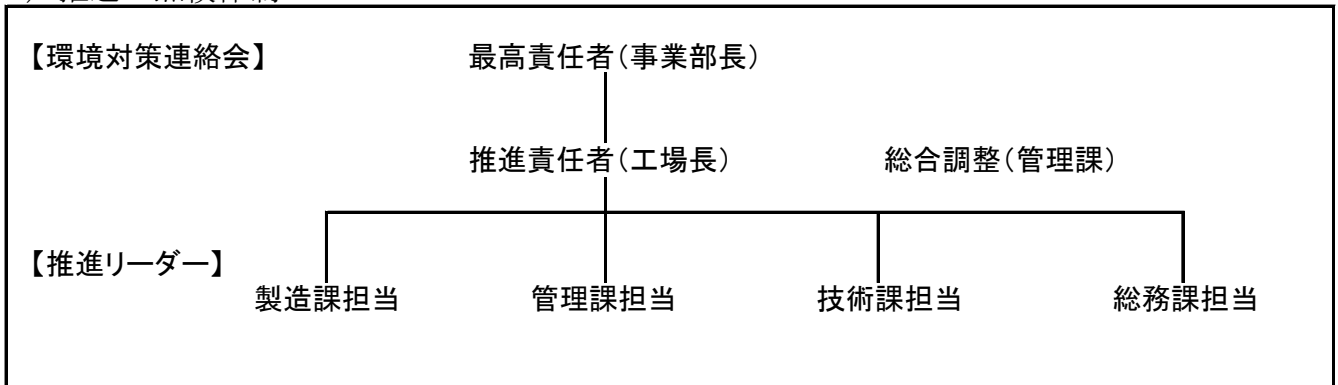 【環境対策連絡会】 最高責任者(事業部長)
推進責任者(工場長) 総合調整(管理課)
【推進リーダー】
製造課担当 管理課担当 技術課担当 総務課担当